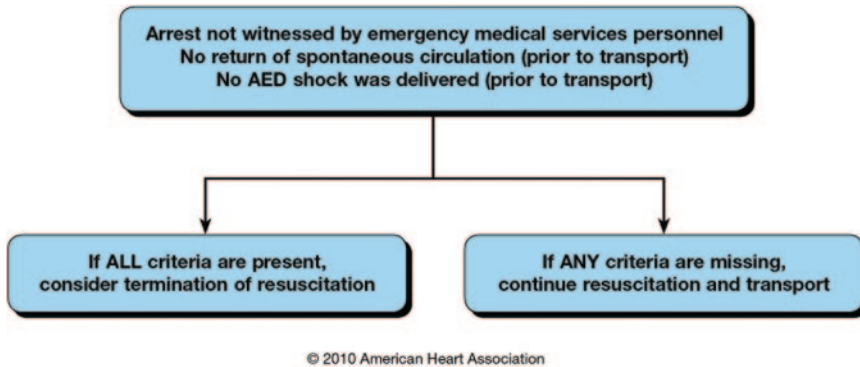 Arrest not witnessed by emergency medical services personnel
No return of spontaneous circulation (prior to transport)
No AED shock was delivered (prior to transport)
If ALL criteria are present,
consider termination of resuscitation
If ANY criteria are missing,
continue resuscitation and transport
© 2010 American Heart Association